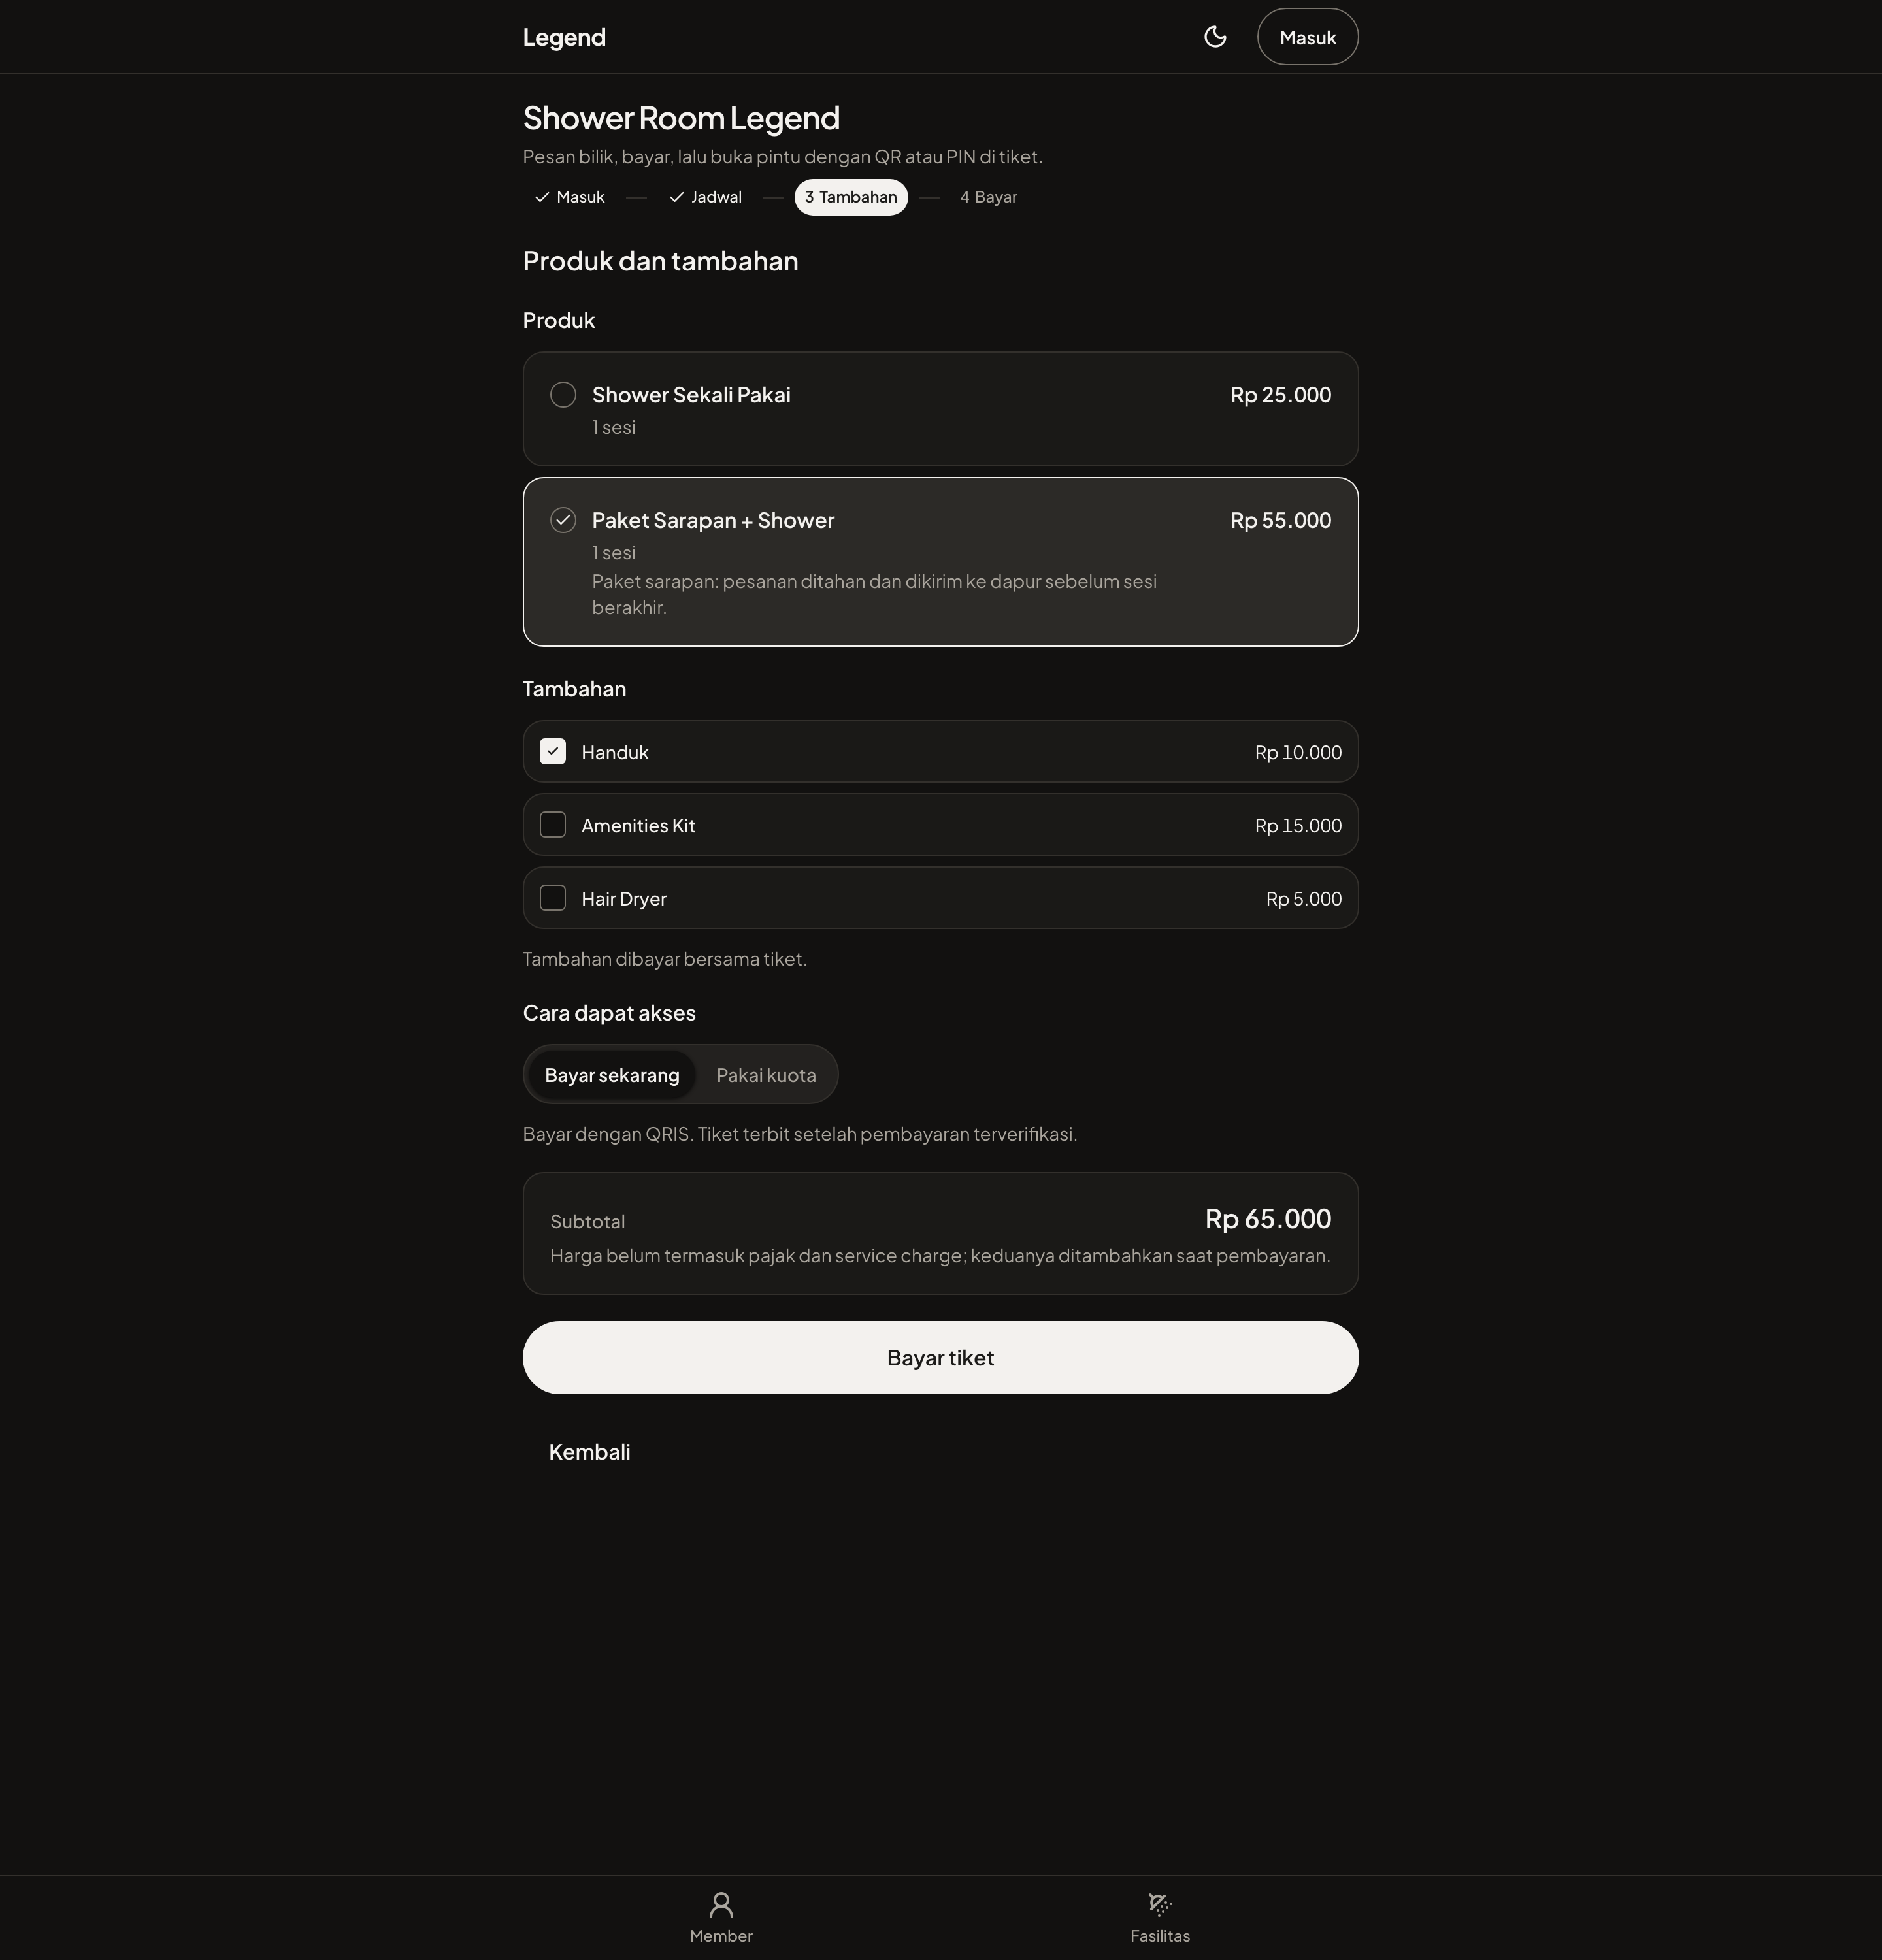 Legend
Masuk
Shower Room Legend
Pesan bilik, bayar, lalu buka pintu dengan QR atau PIN di tiket.
Masuk — Jadwal — 3 Tambahan — 4 Bayar
Produk dan tambahan
Produk
Shower Sekali Pakai Rp 25.000
1 sesi
Paket Sarapan + Shower Rp 55.000
1 sesi
Paket sarapan: pesanan ditahan dan dikirim ke dapur sebelum sesi
berakhir.
Tambahan
Handuk Rp 10.000
Amenities Kit Rp 15.000
Hair Dryer Rp 5.000
Tambahan dibayar bersama tiket.
Cara dapat akses
Bayar sekarang Pakai kuota
Bayar dengan QRIS. Tiket terbit setelah pembayaran terverifikasi.
Subtotal Rp 65.000
Harga belum termasuk pajak dan service charge; keduanya ditambahkan saat pembayaran.
Bayar tiket
Kembali
Member Fasilitas